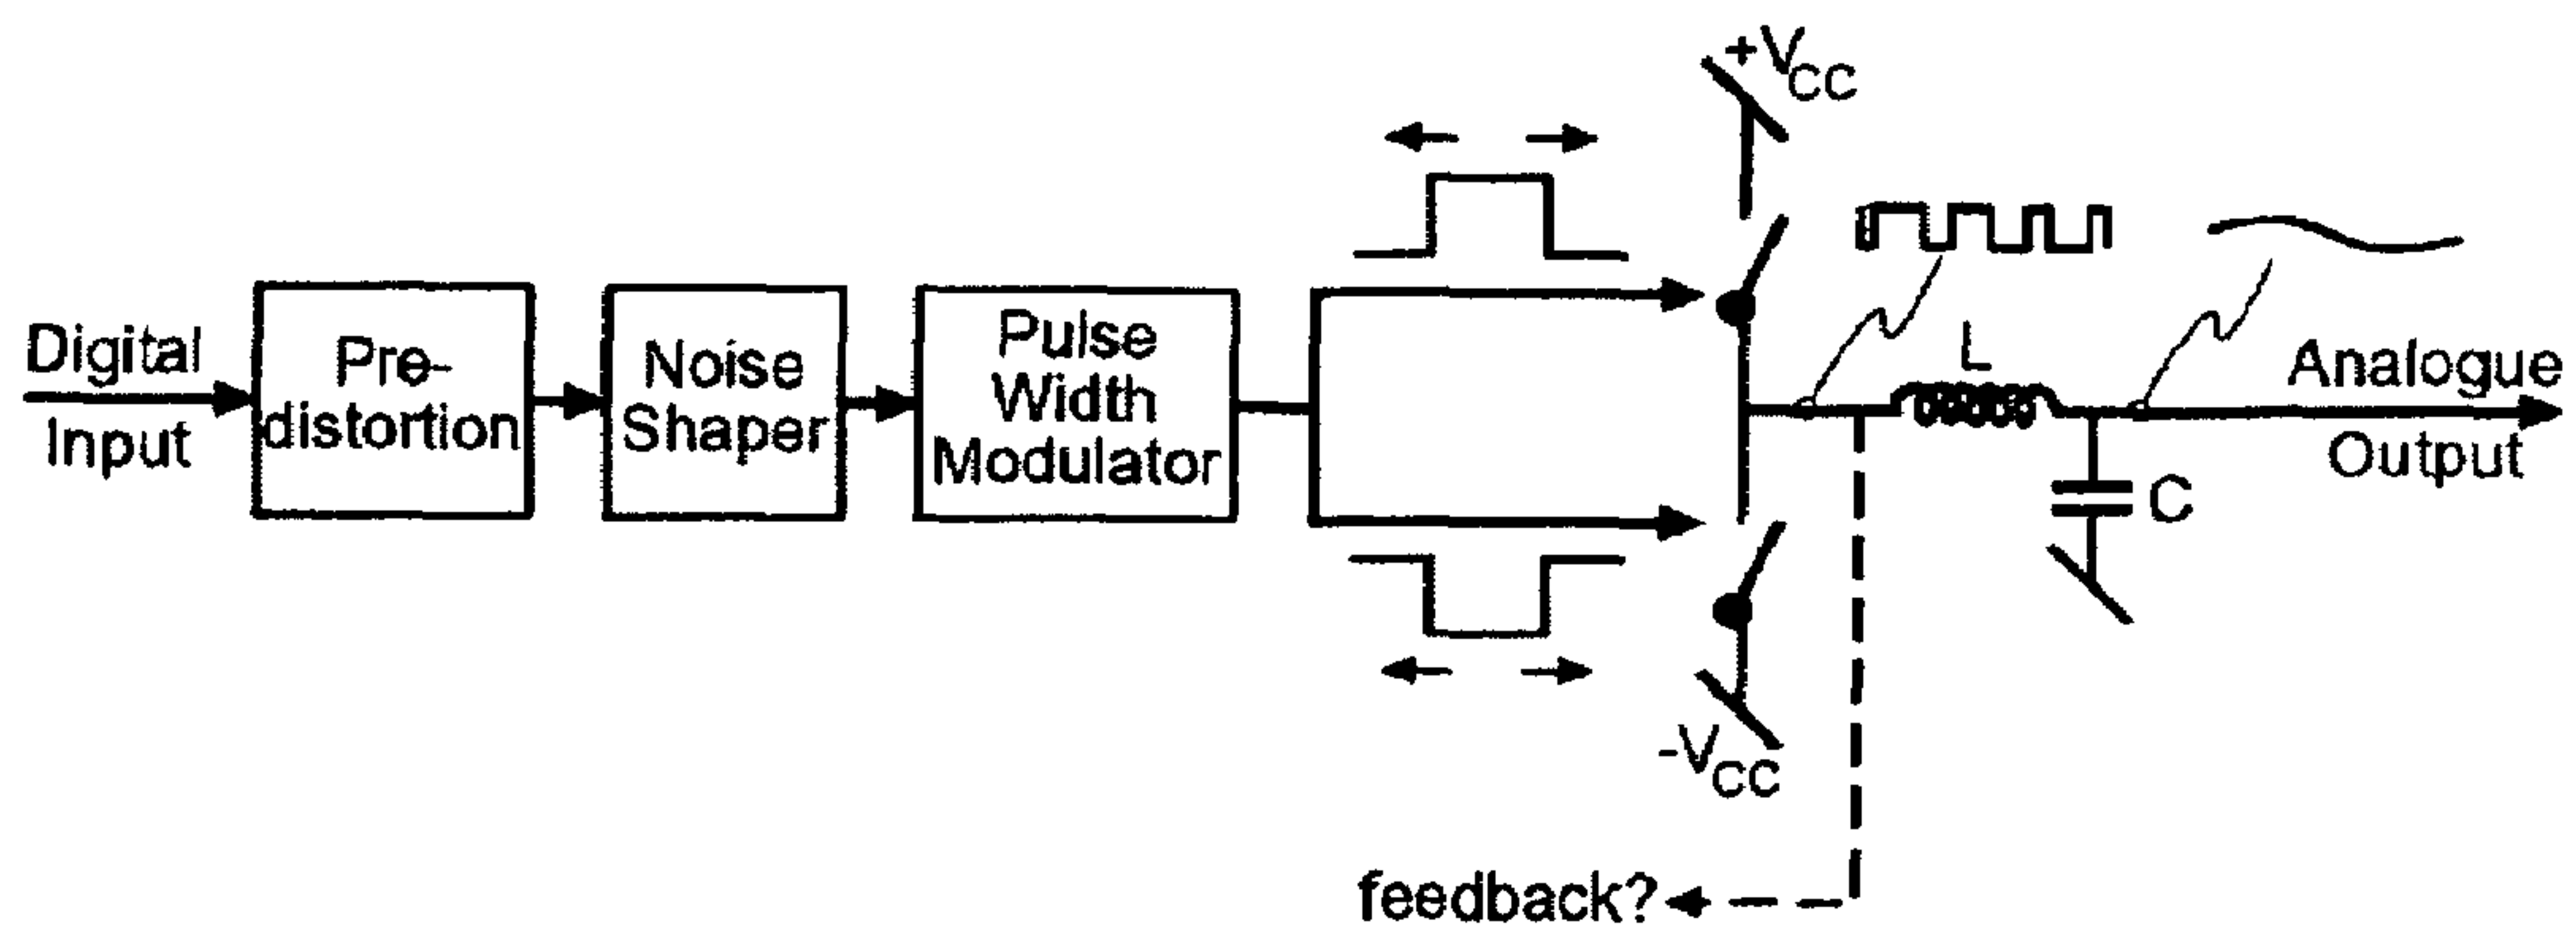 Digital
Input
Pre-
distortion
Noise
Shaper
Pulse
Width
Modulator
+VCC
-VCC
L
C
Analogue
Output
feedback?